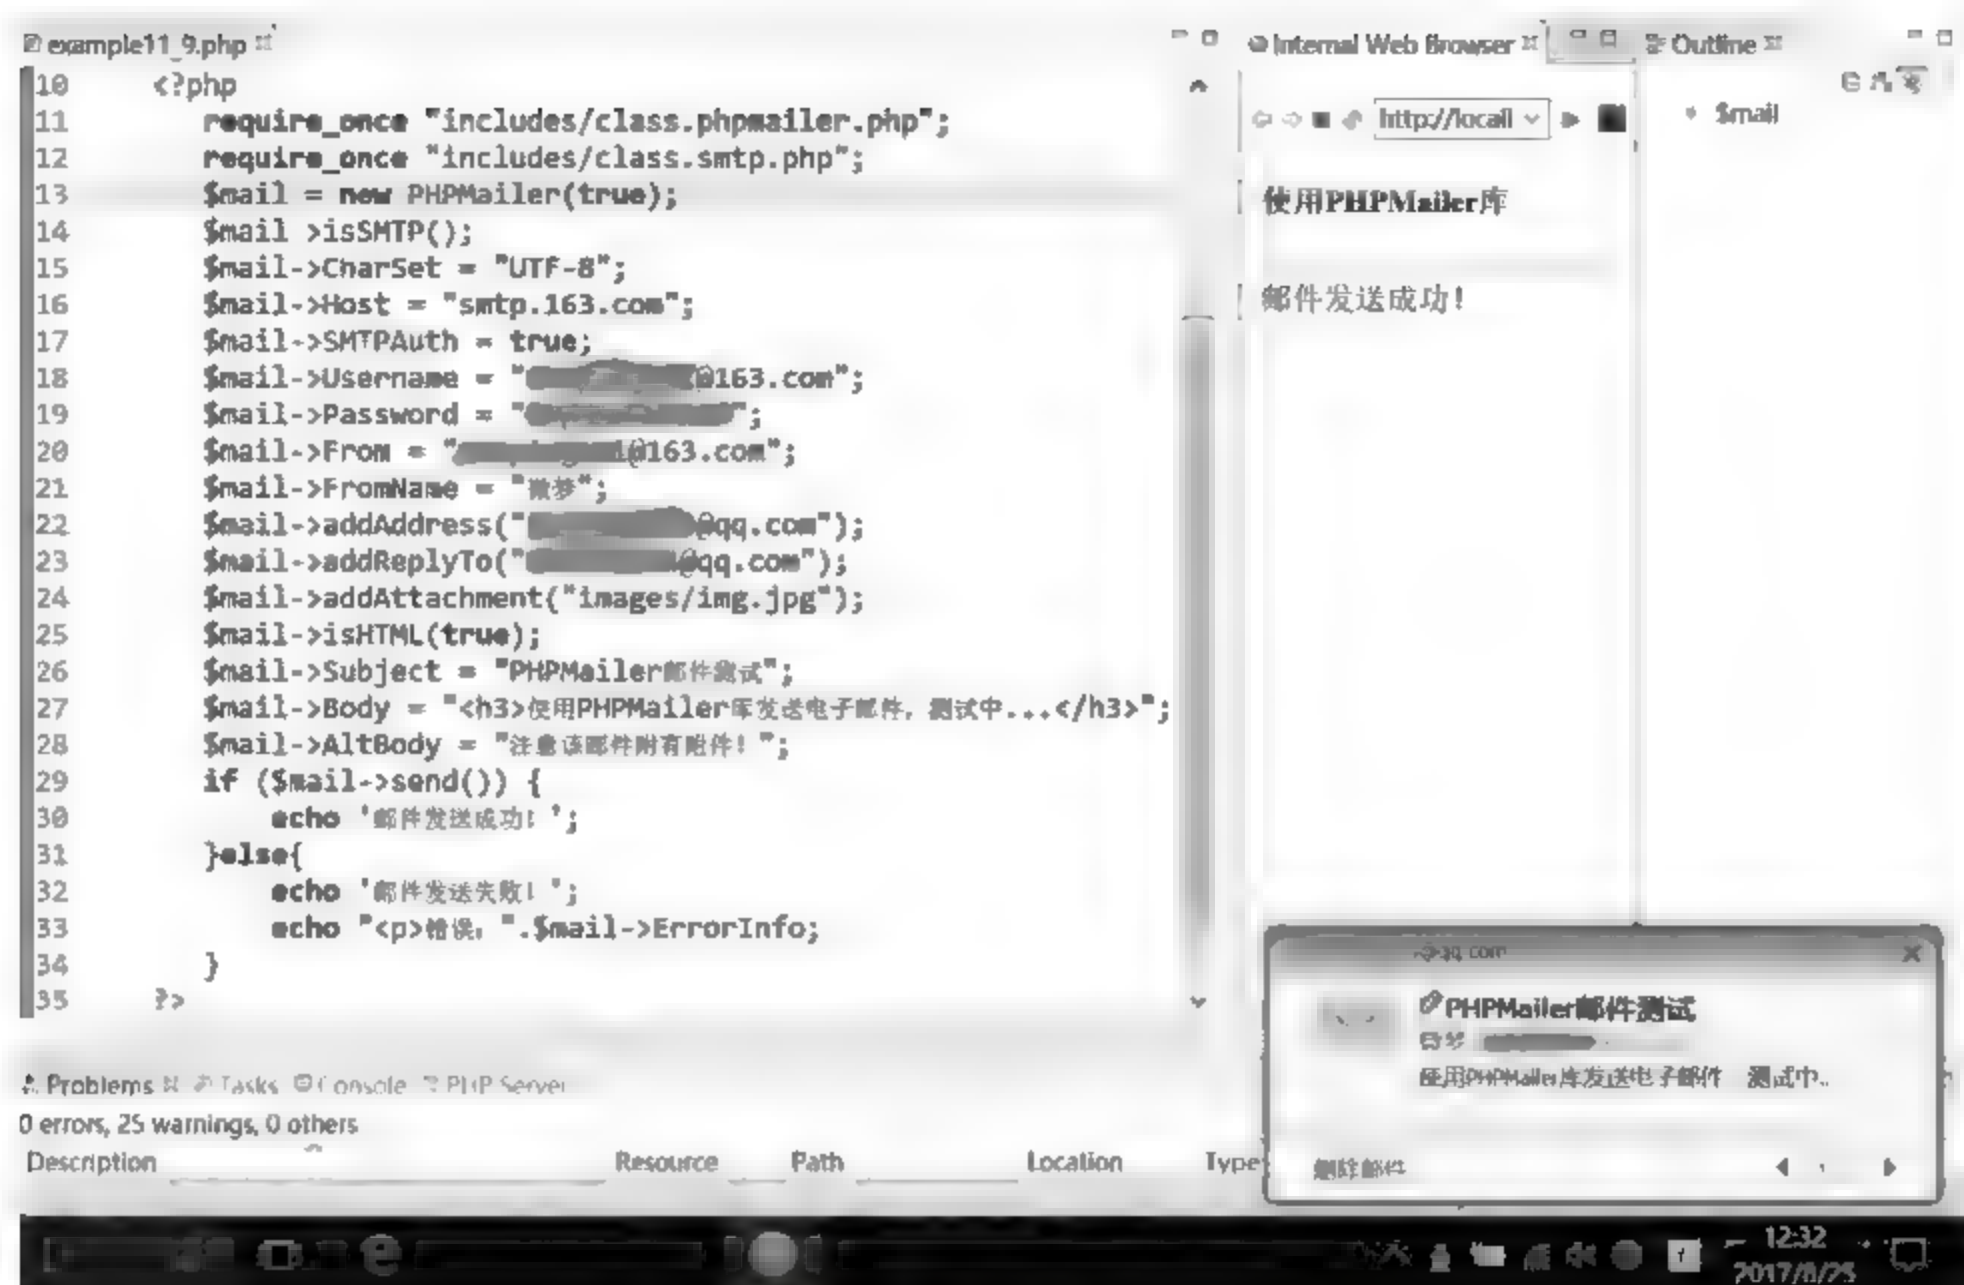 example11_9.php
10 <?php
11 require_once "includes/class.phpmailer.php";
12 require_once "includes/class.smtp.php";
13 $mail = new PHPMailer(true);
14 $mail >isSMTP();
15 $mail->CharSet = "UTF-8";
16 $mail->Host = "smtp.163.com";
17 $mail->SMTPAuth = true;
18 $mail->Username = "@163.com";
19 $mail->Password = "";
20 $mail->From = "@163.com";
21 $mail->FromName = "微梦";
22 $mail->addAddress("@qq.com");
23 $mail->addReplyTo("@qq.com");
24 $mail->addAttachment("images/img.jpg");
25 $mail->isHTML(true);
26 $mail->Subject = "PHPMailer邮件测试";
27 $mail->Body = "<h3>使用PHPMailer库发送电子邮件，测试中...</h3>";
28 $mail->AltBody = "注意该邮件附有附件！";
29 if ($mail->send()) {
30 echo '邮件发送成功！';
31 }else{
32 echo '邮件发送失败！';
33 echo "<p>错误：".$mail->ErrorInfo;
34 }
35 ?>
Internal Web Browser
http://locall
使用PHPMailer库
邮件发送成功！
Outline
$mail
Problems Tasks Console PHP Server
0 errors, 25 warnings, 0 others
Description Resource Path Location Type
@qq.com
PHPMailer邮件测试
使用PHPMailer库发送电子邮件 测试中..
删除邮件
12:32